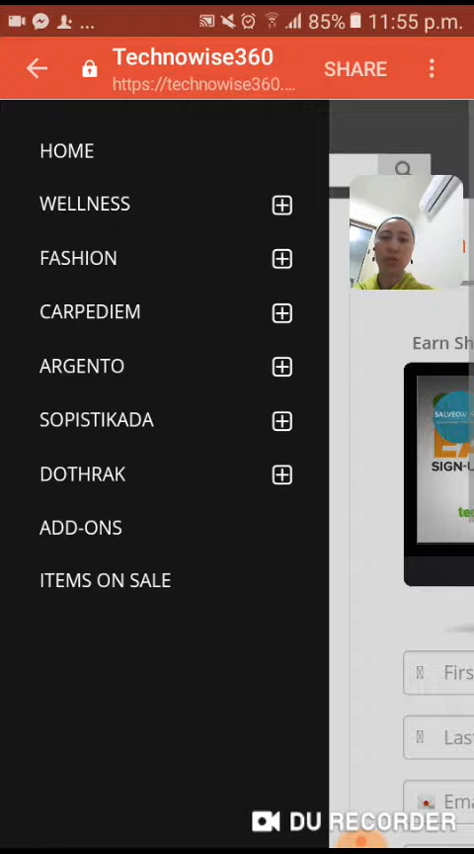 ... 85% 11:55 p.m.
Technowise360
https://technowise360....
SHARE
HOME
WELLNESS
FASHION
CARPEDIEM
ARGENTO
SOPISTIKADA
DOTHRAK
ADD-ONS
ITEMS ON SALE
Earn Sh
SALVEO
SIGN-U
te
Firs
Las
Ema
DU RECORDER